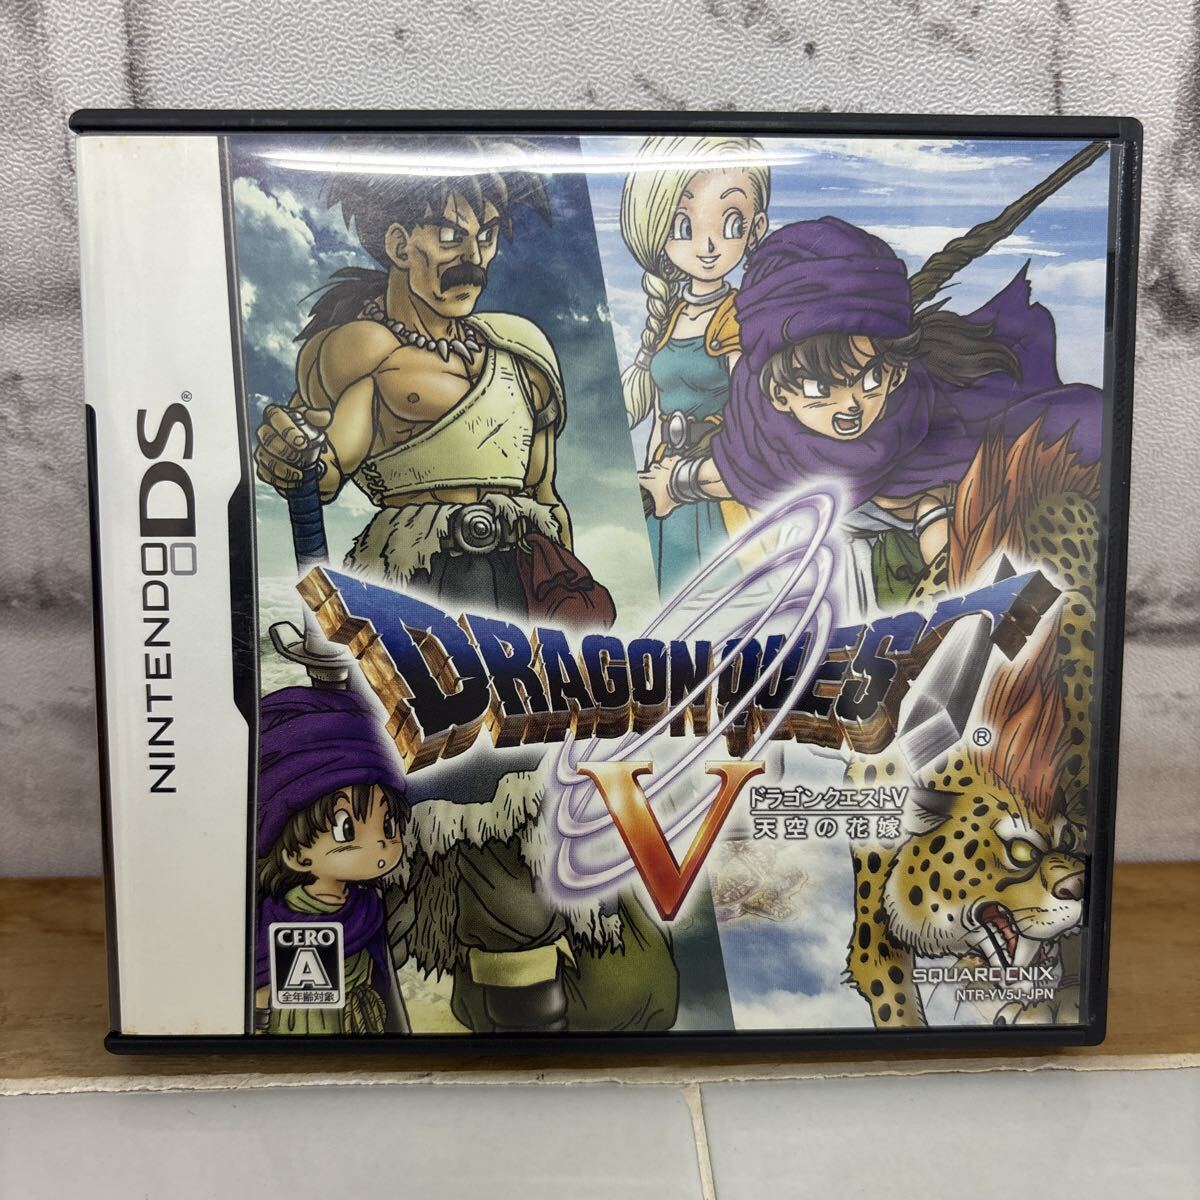 NINTENDO DS®
DRAGON QUEST®
V
ドラゴンクエストV
天空の花嫁
CERO
A
全年齢対象
SQUARE ENIX
NTR-YV5J-JPN